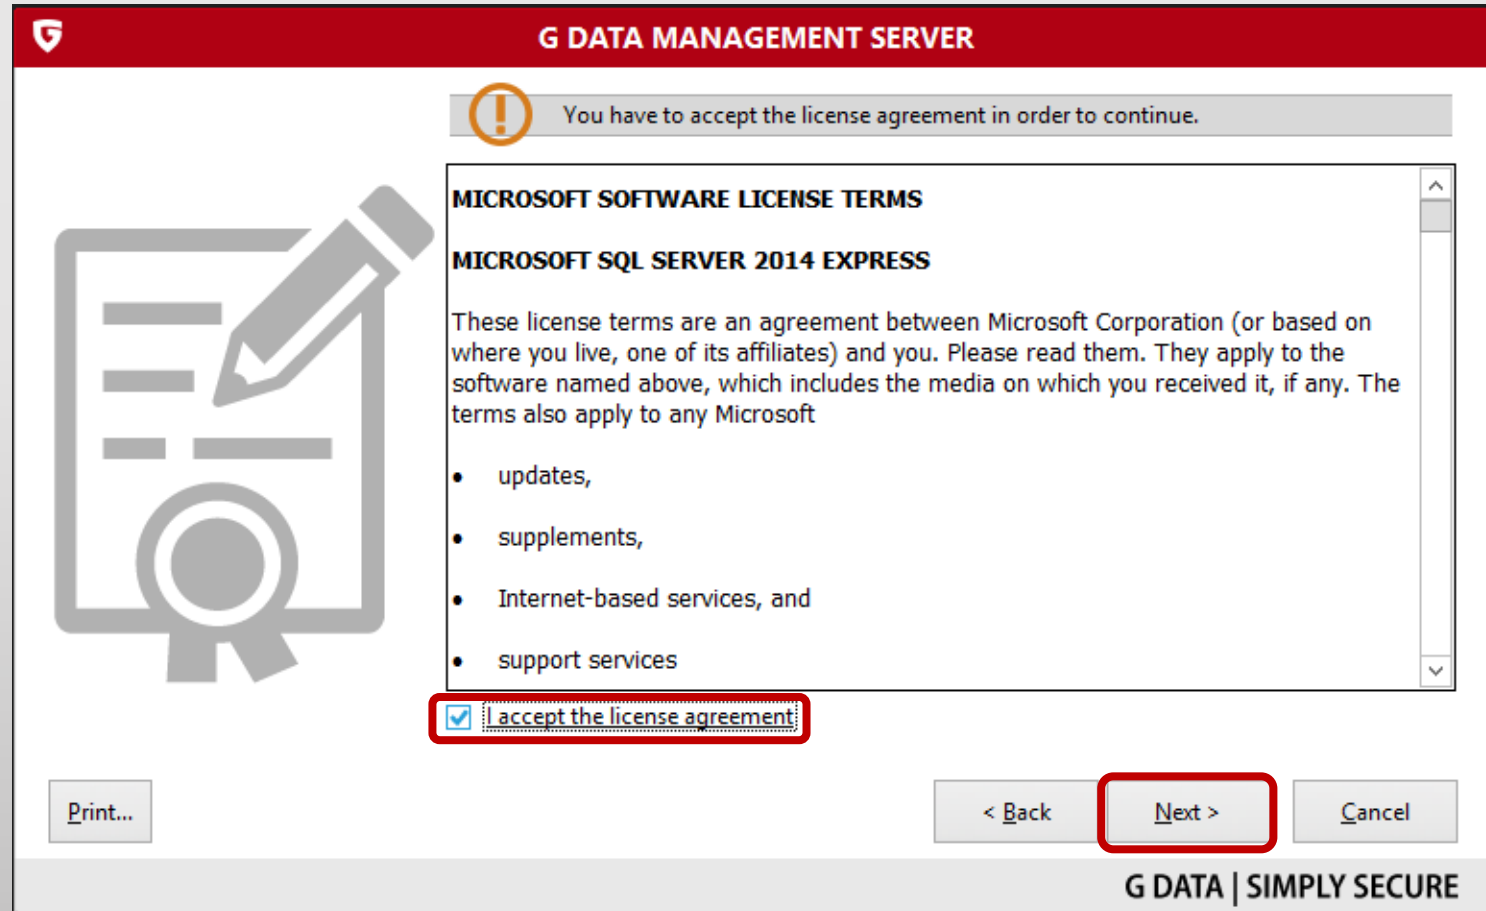 G DATA MANAGEMENT SERVER
You have to accept the license agreement in order to continue.
MICROSOFT SOFTWARE LICENSE TERMS
MICROSOFT SQL SERVER 2014 EXPRESS
These license terms are an agreement between Microsoft Corporation (or based on
where you live, one of its affiliates) and you. Please read them. They apply to the
software named above, which includes the media on which you received it, if any. The
terms also apply to any Microsoft
• updates,
• supplements,
• Internet-based services, and
• support services
I accept the license agreement
Print...
< Back
Next >
Cancel
G DATA | SIMPLY SECURE